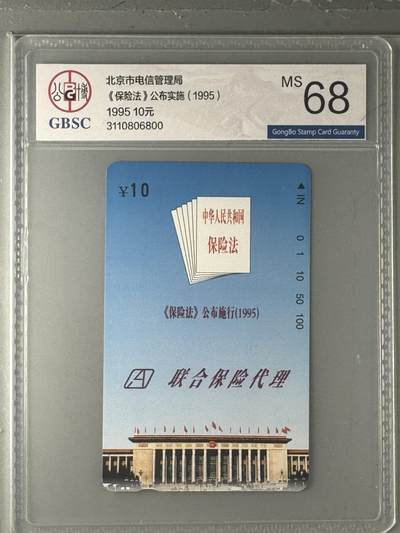 北京市电信管理局
《保险法》公布实施（1995）
1995 10元
3110806800
GBSC
MS 68
GongBo Stamp Card Guaranty
¥10
IN 0 1 10 50 100
中华人民共和国
保险法
《保险法》公布施行(1995)
联合保险代理